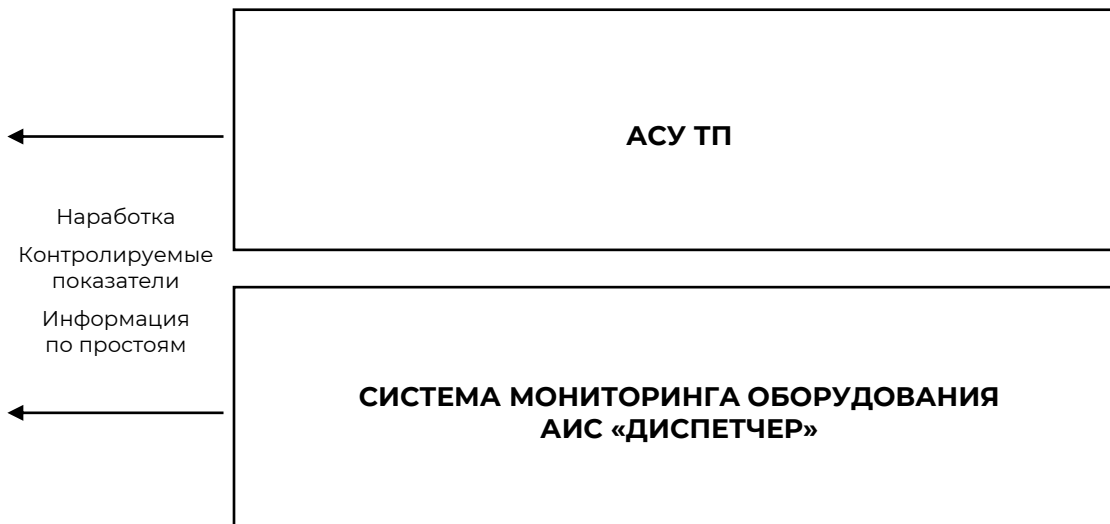 АСУ ТП
Наработка
Контролируемые
показатели
Информация
по простоям
СИСТЕМА МОНИТОРИНГА ОБОРУДОВАНИЯ
АИС «ДИСПЕТЧЕР»